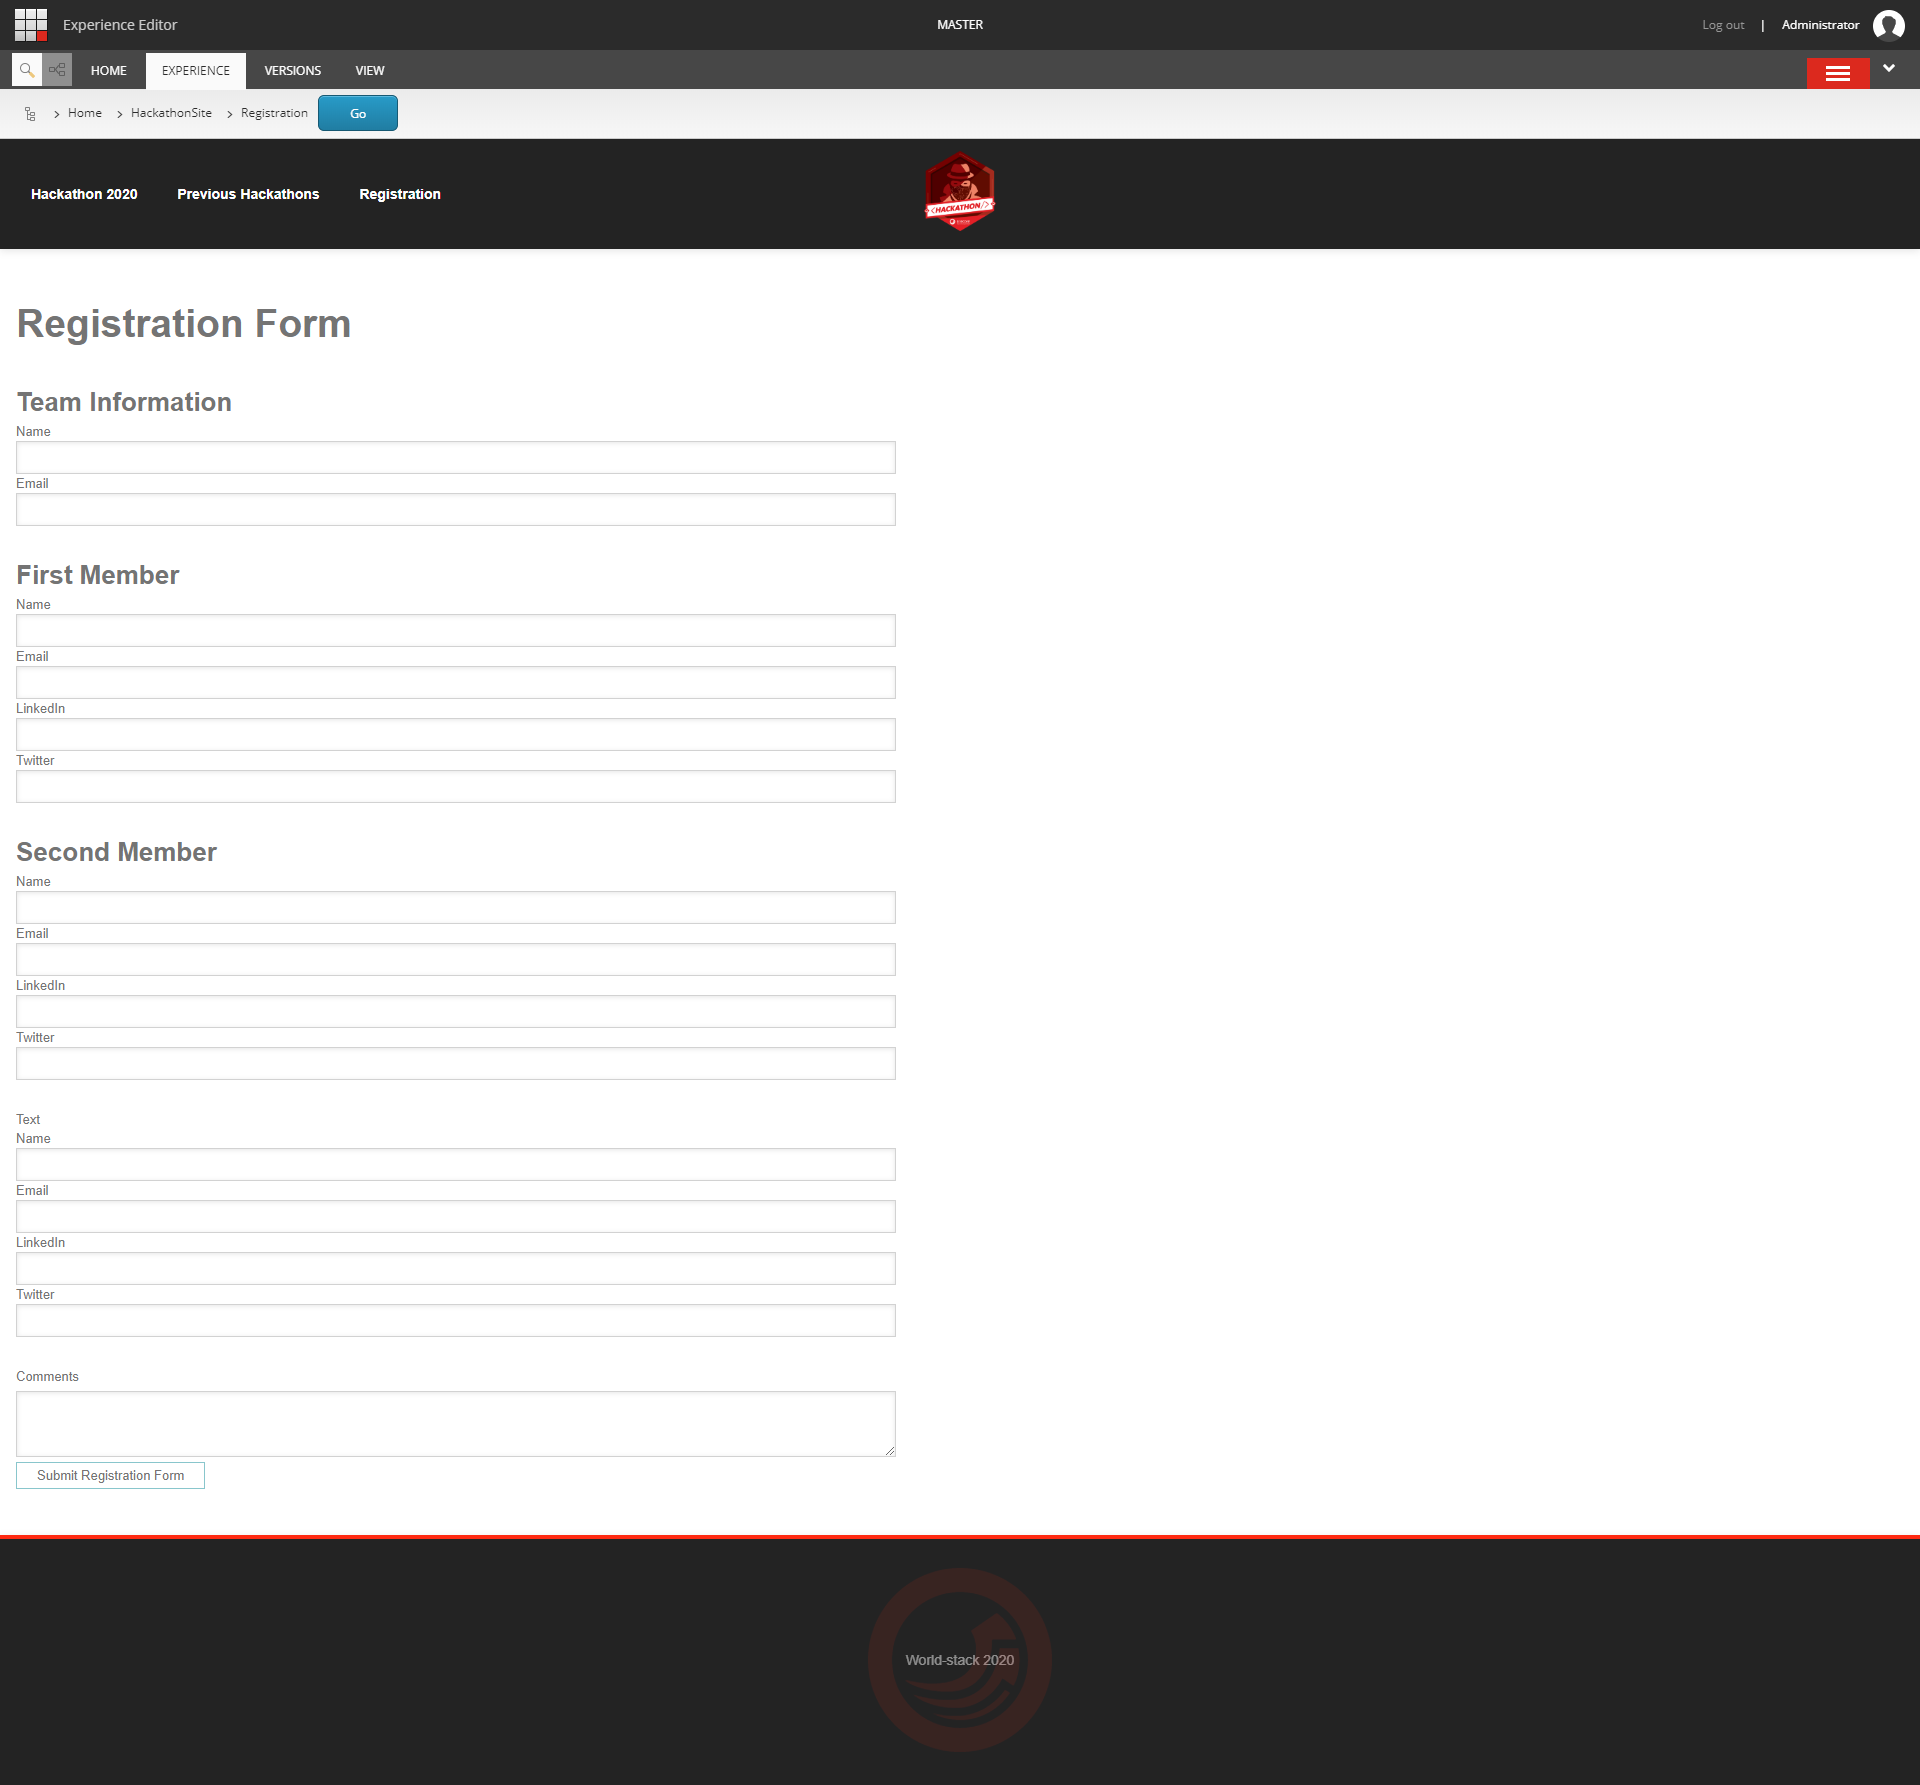 Experience Editor
MASTER
Log out | Administrator
HOME EXPERIENCE VERSIONS VIEW
Home HackathonSite Registration Go
Hackathon 2020 Previous Hackathons Registration
<HACKATHON/>
Registration Form
Team Information
Name
Email
First Member
Name
Email
LinkedIn
Twitter
Second Member
Name
Email
LinkedIn
Twitter
Text
Name
Email
LinkedIn
Twitter
Comments
Submit Registration Form
World-stack 2020